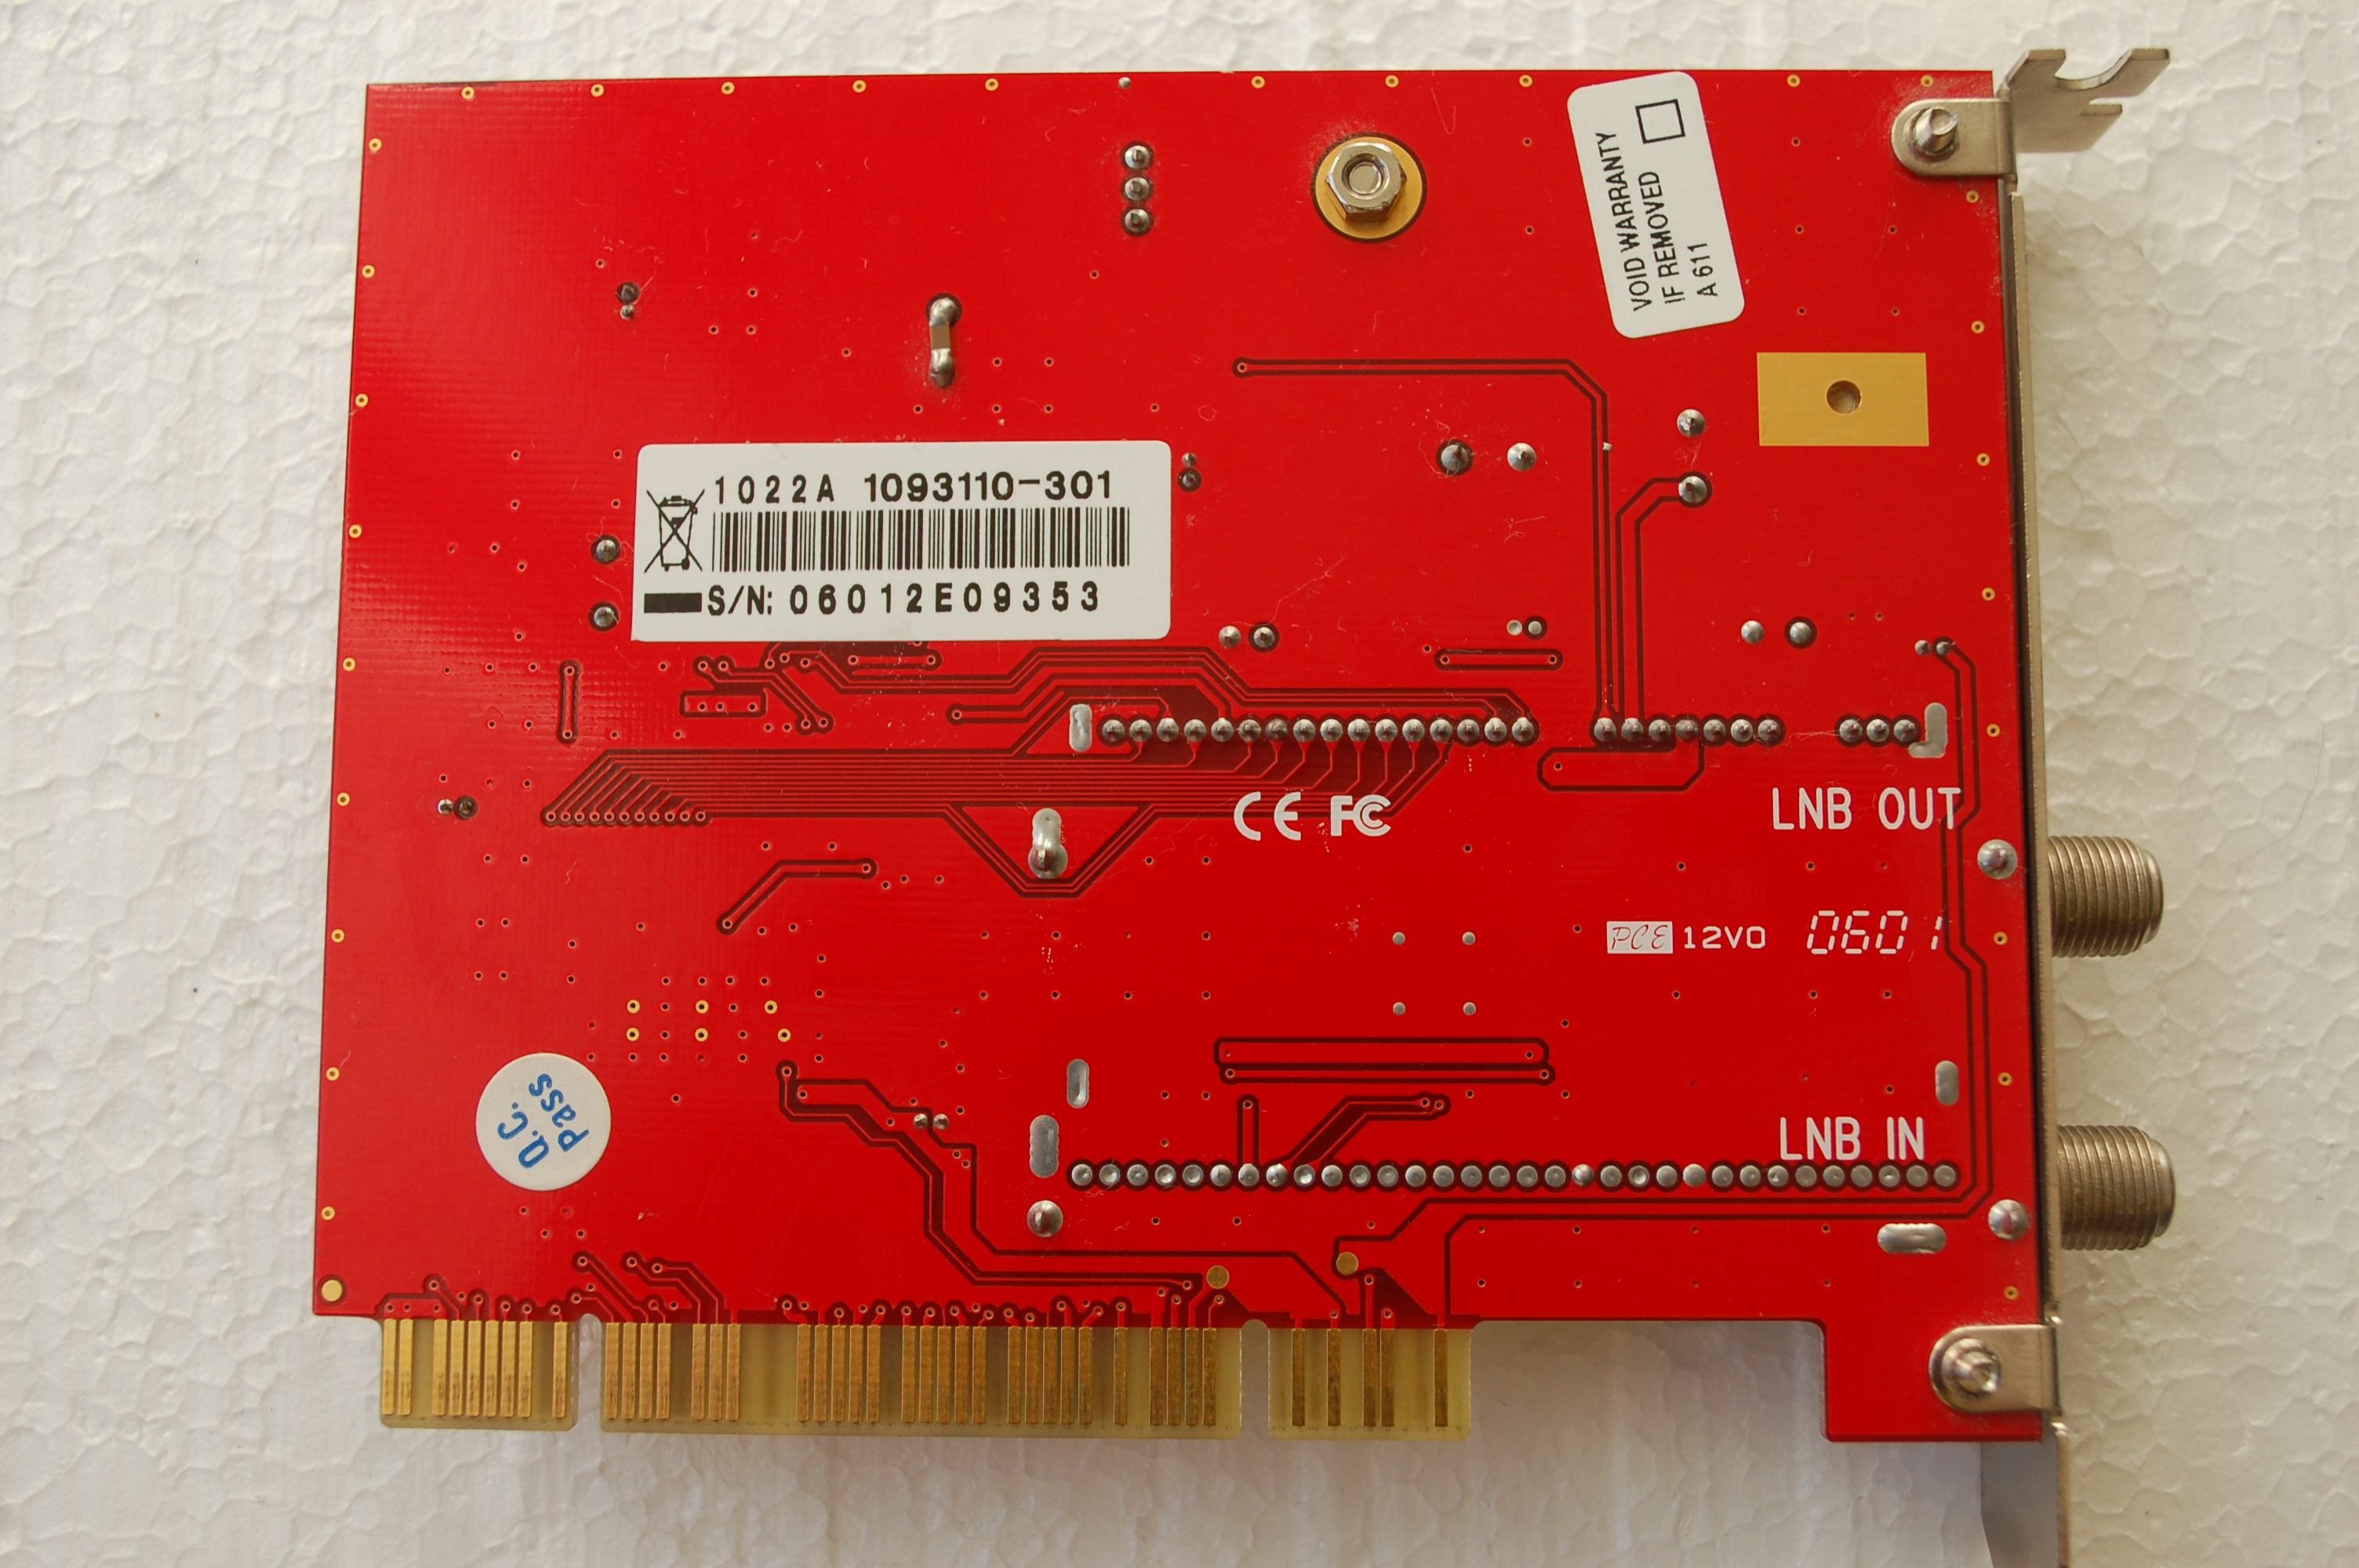 VOID WARRANTY
IF REMOVED
A 611
1022A 1093110-301
S/N: 06012E09353
CE FC
LNB OUT
PCE 12V0 0601
Q.C.
Pass
LNB IN